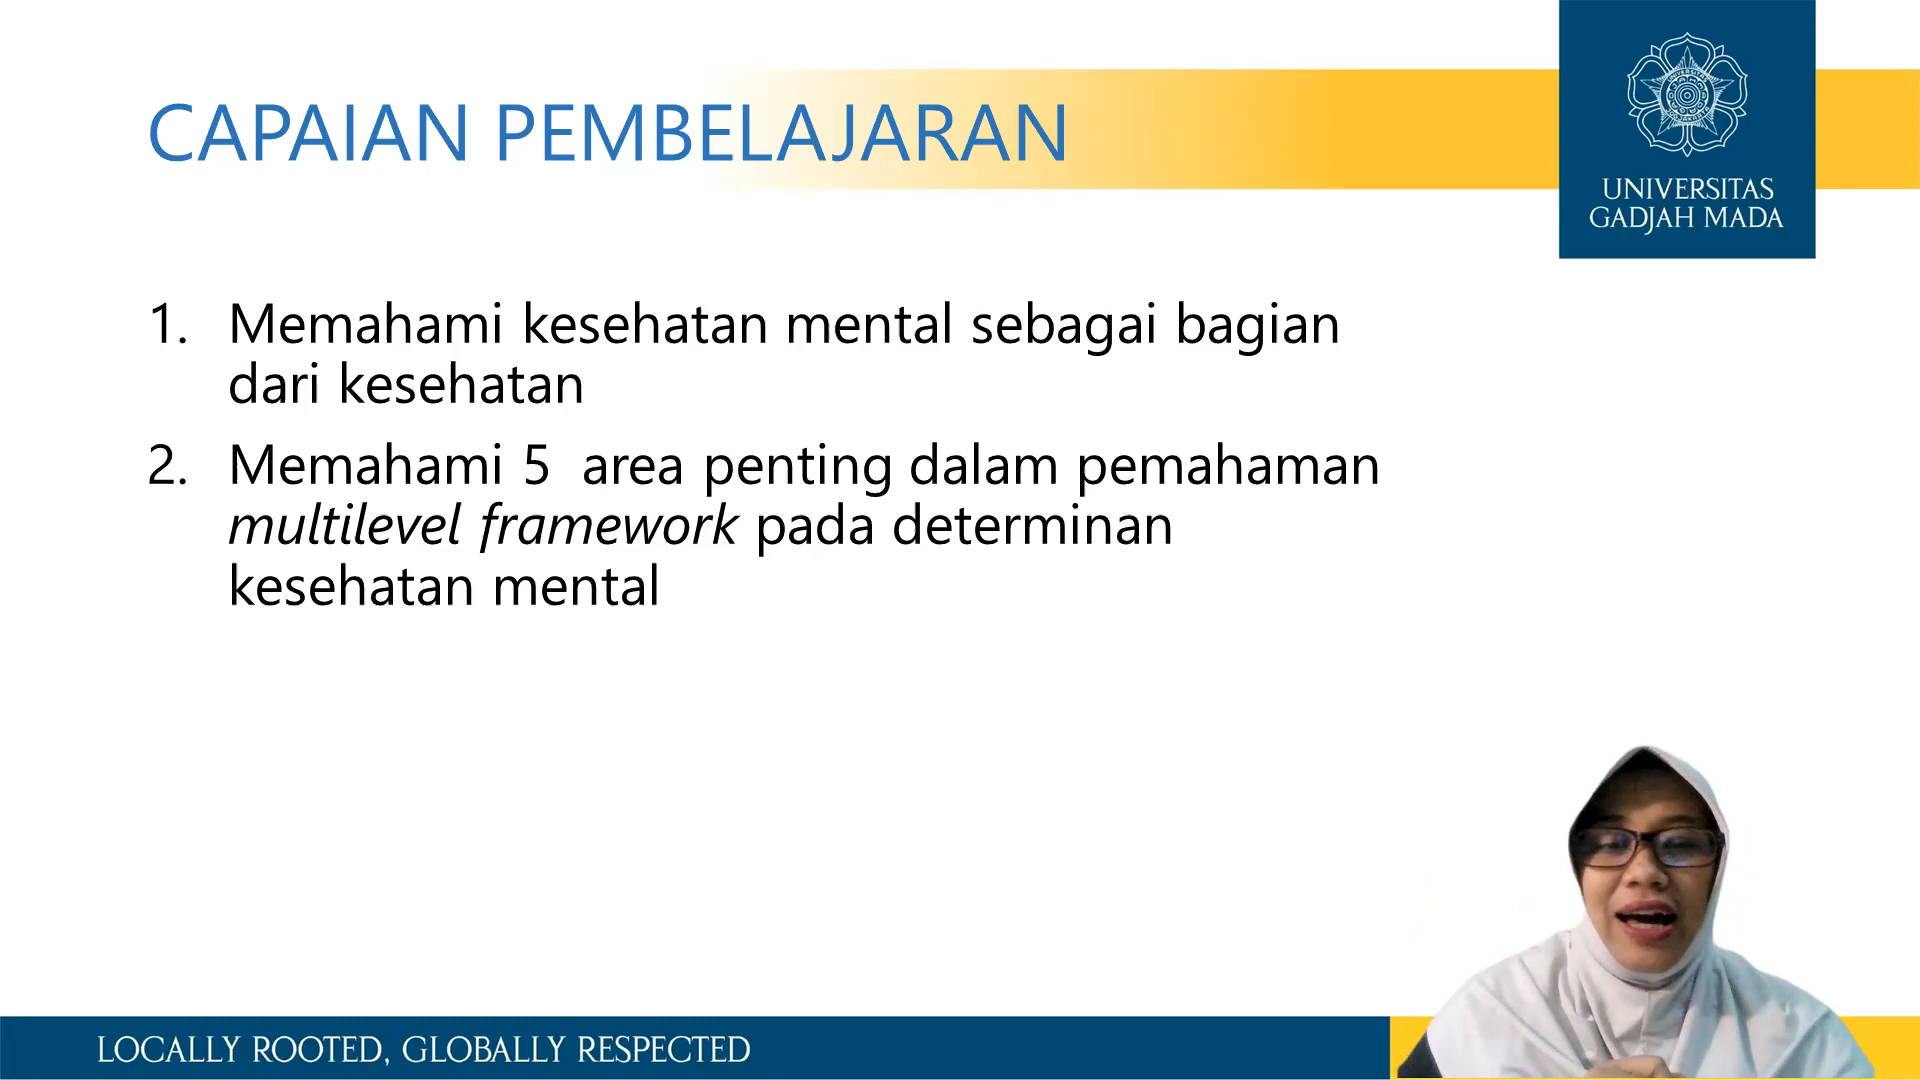 CAPAIAN PEMBELAJARAN
UNIVERSITAS
GADJAH MADA
1. Memahami kesehatan mental sebagai bagian
dari kesehatan
2. Memahami 5  area penting dalam pemahaman
multilevel framework pada determinan
kesehatan mental
LOCALLY ROOTED, GLOBALLY RESPECTED